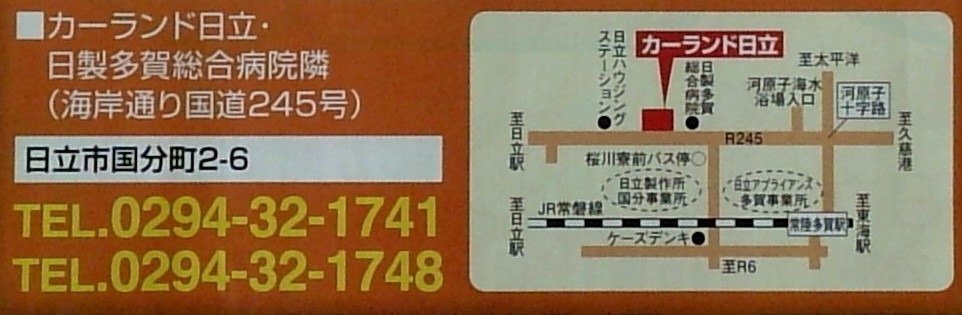 ■カーランド日立・
日製多賀総合病院隣
(海岸通り国道245号)
日立市国分町2-6
TEL.0294-32-1741
TEL.0294-32-1748
カーランド日立
日立ハウジング
ステーション
日製多賀
総合病院
至太平洋
河原子海水
浴場入口
河原子
十字路
至日立駅
R245
至久慈港
桜川寮前バス停
日立製作所
国分事業所
日立アプライアンス
多賀事業所
至日立駅
JR常磐線
常陸多賀駅
至東海駅
ケーズデンキ
至R6